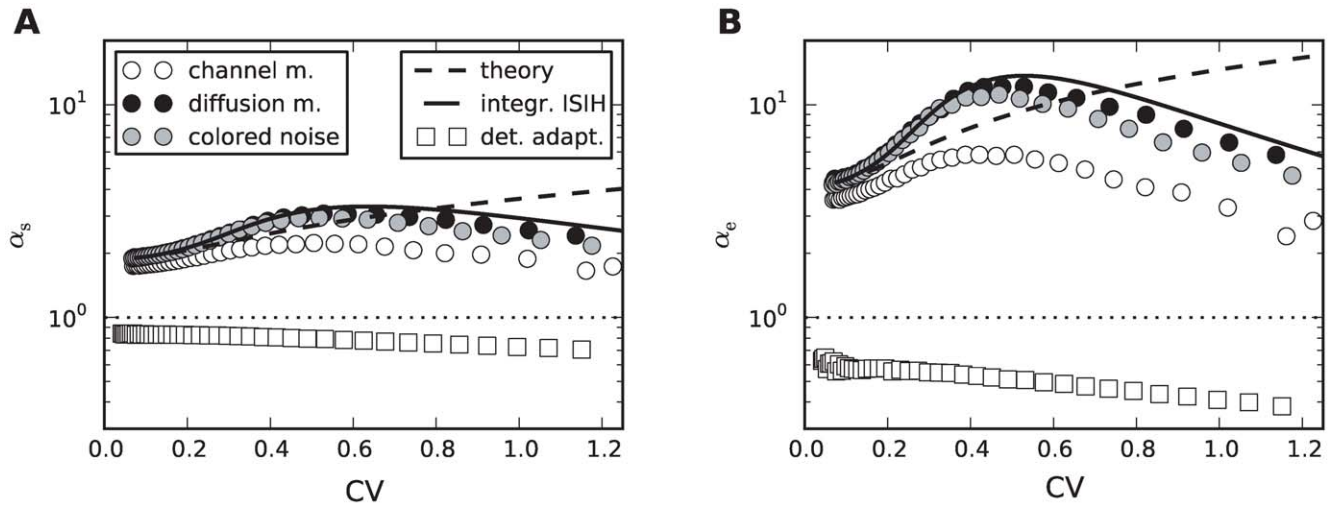 A
B
channel m.
diffusion m.
colored noise
theory
integr. ISIH
det. adapt.
10¹
10⁰
αs
0.0 0.2 0.4 0.6 0.8 1.0 1.2
CV
10¹
10⁰
αe
0.0 0.2 0.4 0.6 0.8 1.0 1.2
CV